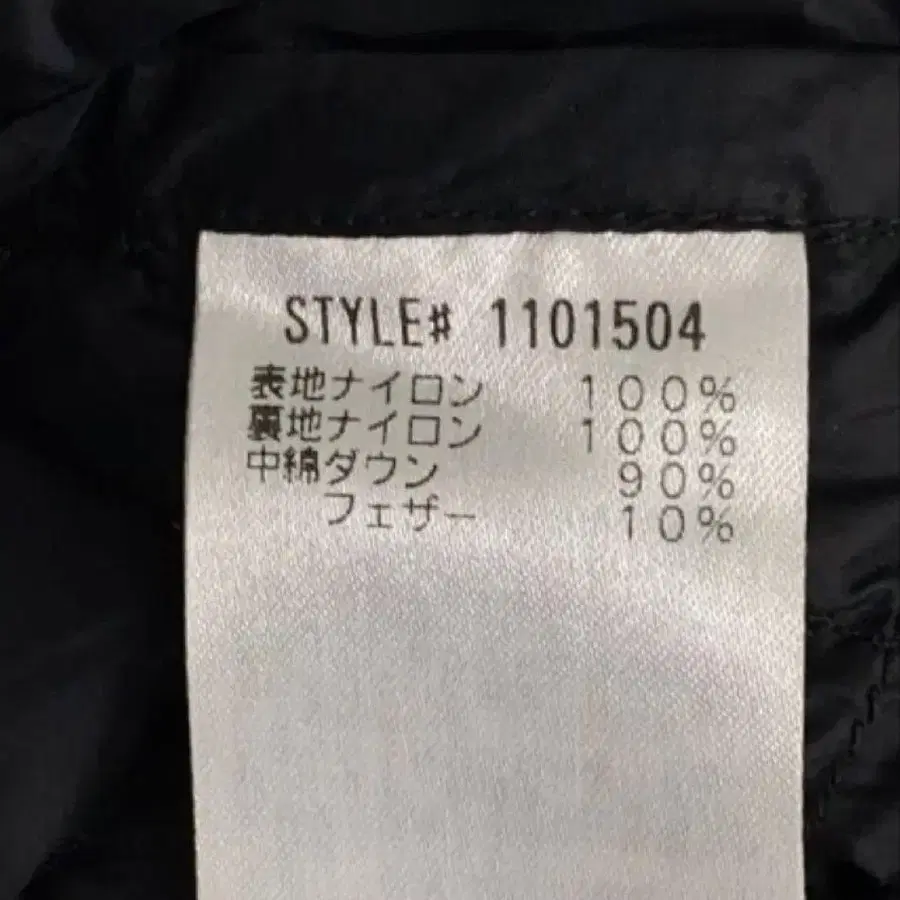 STYLE# 1101504
表地ナイロン 100%
裏地ナイロン 100%
中綿ダウン 90%
フェザー 10%